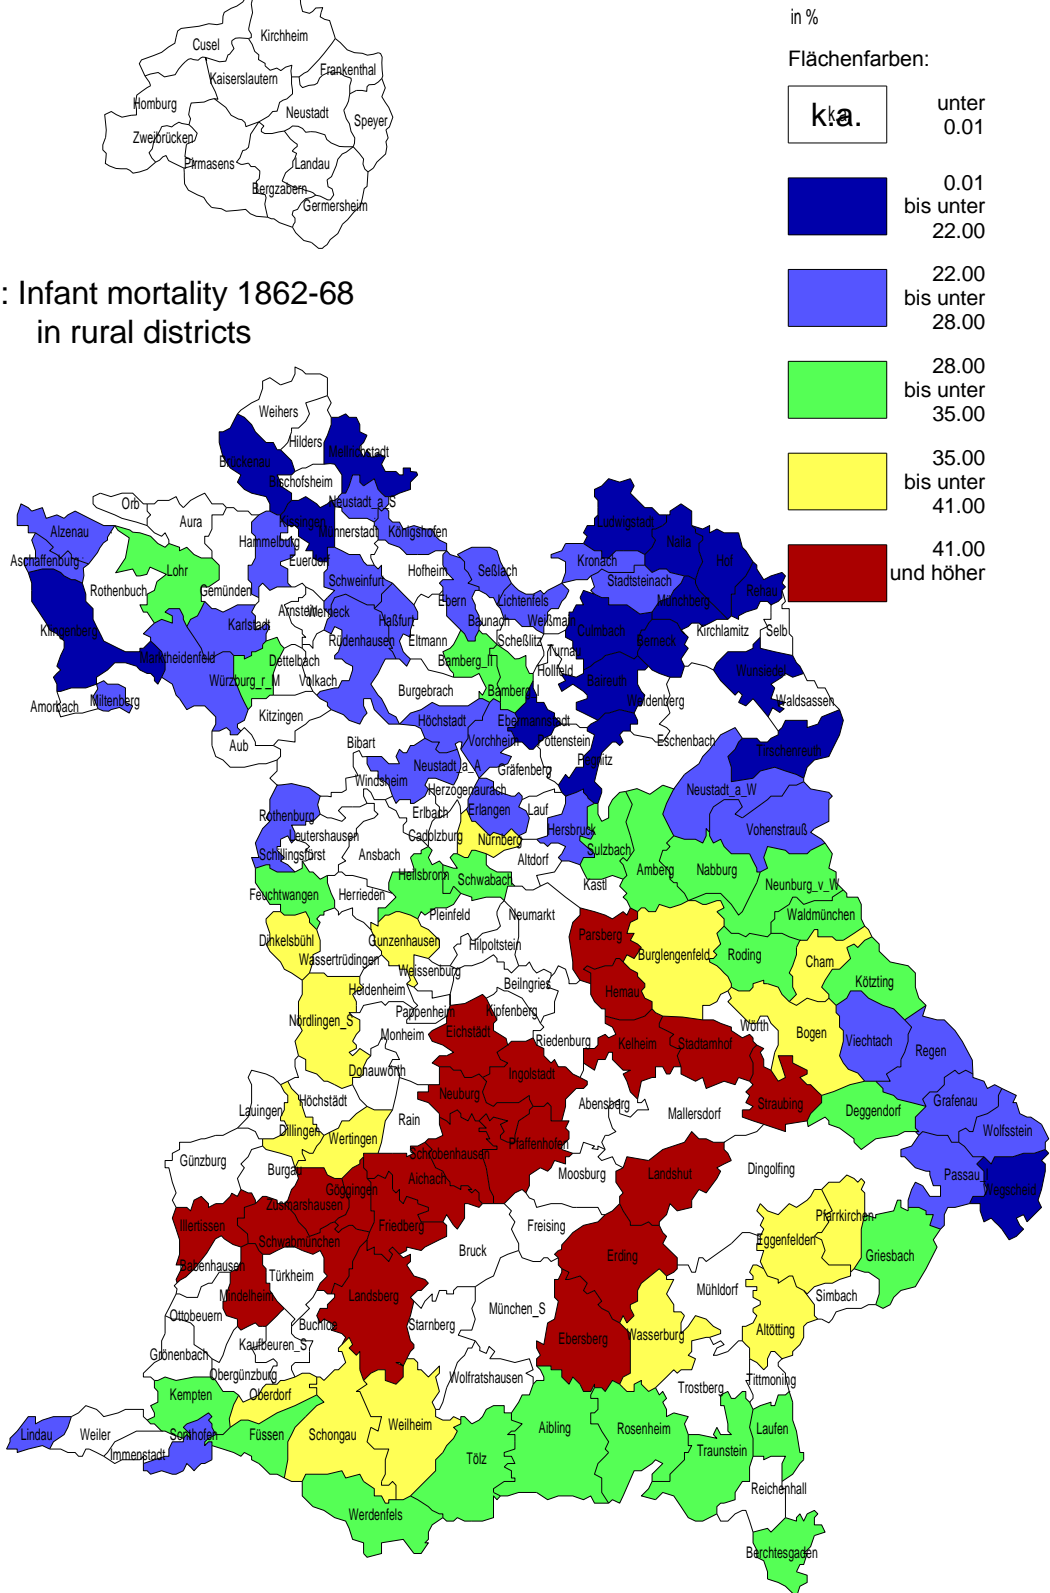 in %
Flächenfarben:
k.a.
unter
0.01
0.01
bis unter
22.00
22.00
bis unter
28.00
28.00
bis unter
35.00
35.00
bis unter
41.00
41.00
und höher
Kirchheim
Cusel
Kaiserslautern
Frankenthal
Homburg
Neustadt
Speyer
Zweibrücken
Pirmasens
Landau
Bergzabern
Germersheim
: Infant mortality 1862-68
in rural districts
Weihers
Hilders
Mellrichstadt
Brückenau
Bischofsheim
Neustadt_a_S
Orb
Aura
Kissingen
Münnerstadt
Königshofen
Alzenau
Hammelburg
Euerdorf
Aschaffenburg
Lohr
Rothenbuch
Gemünden
Schweinfurt
Hofheim
Seßlach
Ebern
Lichtenfels
Kronach
Ludwigstadt
Naila
Hof
Stadtsteinach
Münchberg
Rehau
Arnstein
Werneck
Haßfurt
Baunach
Weißmain
Klingenberg
Karlstadt
Rüdenhausen
Eltmann
Scheßlitz
Culmbach
Berneck
Kirchlamitz
Selb
Marktheidenfeld
Dettelbach
Volkach
Bamberg_II
Bamberg_I
Turnau
Hollfeld
Baireuth
Wunsiedel
Würzburg_r_M
Burgebrach
Waldenberg
Waldsassen
Amorbach
Miltenberg
Kitzingen
Höchstadt
Ebermannstadt
Aub
Bibart
Vorchheim
Pottenstein
Eschenbach
Tirschenreuth
Pegnitz
Windsheim
Neustadt_a_A
Gräfenberg
Herzogenaurach
Neustadt_a_W
Rothenburg
Erlbach
Erlangen
Lauf
Hersbruck
Vohenstrauß
Leutershausen
Cadolzburg
Nürnberg
Sulzbach
Schillingsfürst
Ansbach
Altdorf
Amberg
Nabburg
Feuchtwangen
Herrieden
Heilsbronn
Schwabach
Kastl
Neunburg_v_W
Pleinfeld
Neumarkt
Waldmünchen
Dinkelsbühl
Gunzenhausen
Parsberg
Burglengenfeld
Roding
Cham
Wassertrüdingen
Hilpoltstein
Weissenburg
Kötzting
Heidenheim
Beilngries
Hemau
Nördlingen_S
Pappenheim
Kipfenberg
Monheim
Eichstädt
Riedenburg
Kelheim
Stadtamhof
Wörth
Bogen
Viechtach
Regen
Donauwörth
Ingolstadt
Höchstädt
Neuburg
Abensberg
Mallersdorf
Straubing
Deggendorf
Grafenau
Lauingen
Rain
Wolfsstein
Dillingen
Wertingen
Schrobenhausen
Pfaffenhofen
Günzburg
Burgau
Aichach
Moosburg
Landshut
Dingolfing
Passau
Wegscheid
Göggingen
Zusmarshausen
Illertissen
Friedberg
Freising
Pfarrkirchen
Schwabmünchen
Bruck
Erding
Eggenfelden
Griesbach
Babenhausen
Türkheim
Mindelheim
Landsberg
Mühldorf
Simbach
Ottobeuern
Buchloe
Starnberg
München_S
Ebersberg
Wasserburg
Altötting
Grönenbach
Kaufbeuren_S
Obergünzburg
Wolfratshausen
Trostberg
Tittmoning
Kempten
Oberdorf
Lindau
Weiler
Sonthofen
Füssen
Schongau
Weilheim
Aibling
Rosenheim
Laufen
Immenstadt
Tölz
Traunstein
Reichenhall
Werdenfels
Berchtesgaden